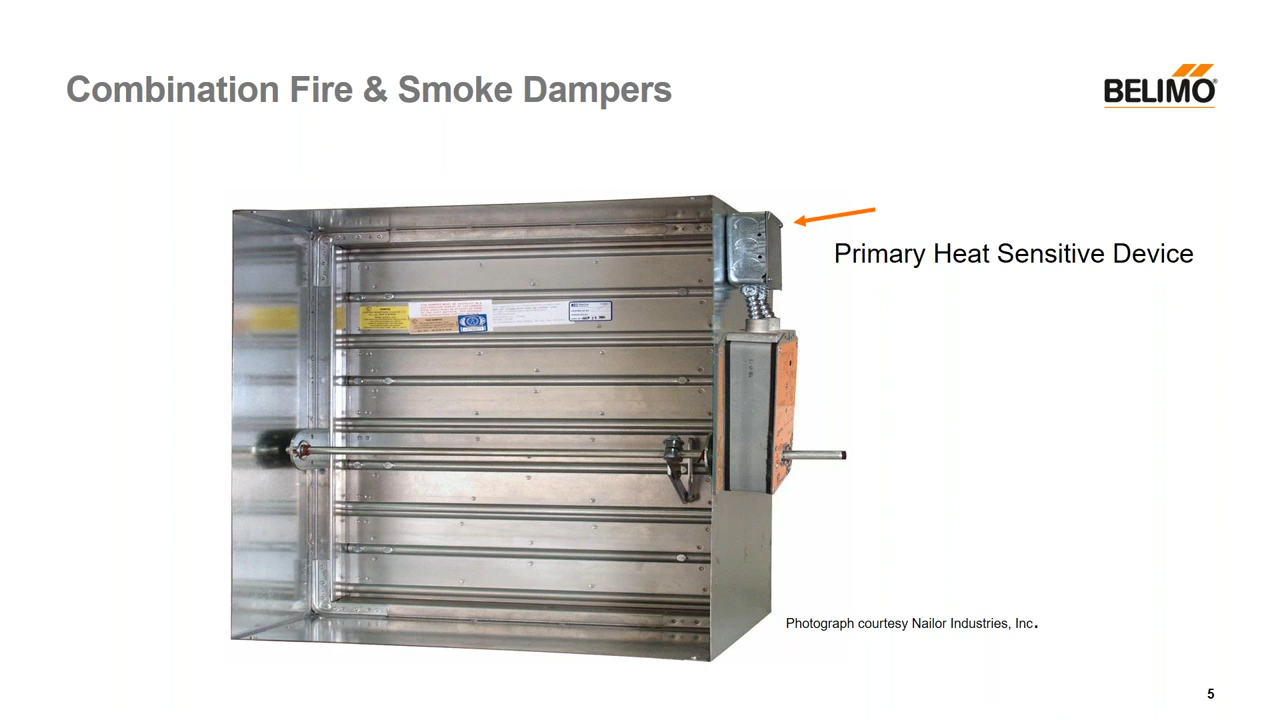 Combination Fire & Smoke Dampers
BELIMO®
Primary Heat Sensitive Device
Photograph courtesy Nailor Industries, Inc.
5